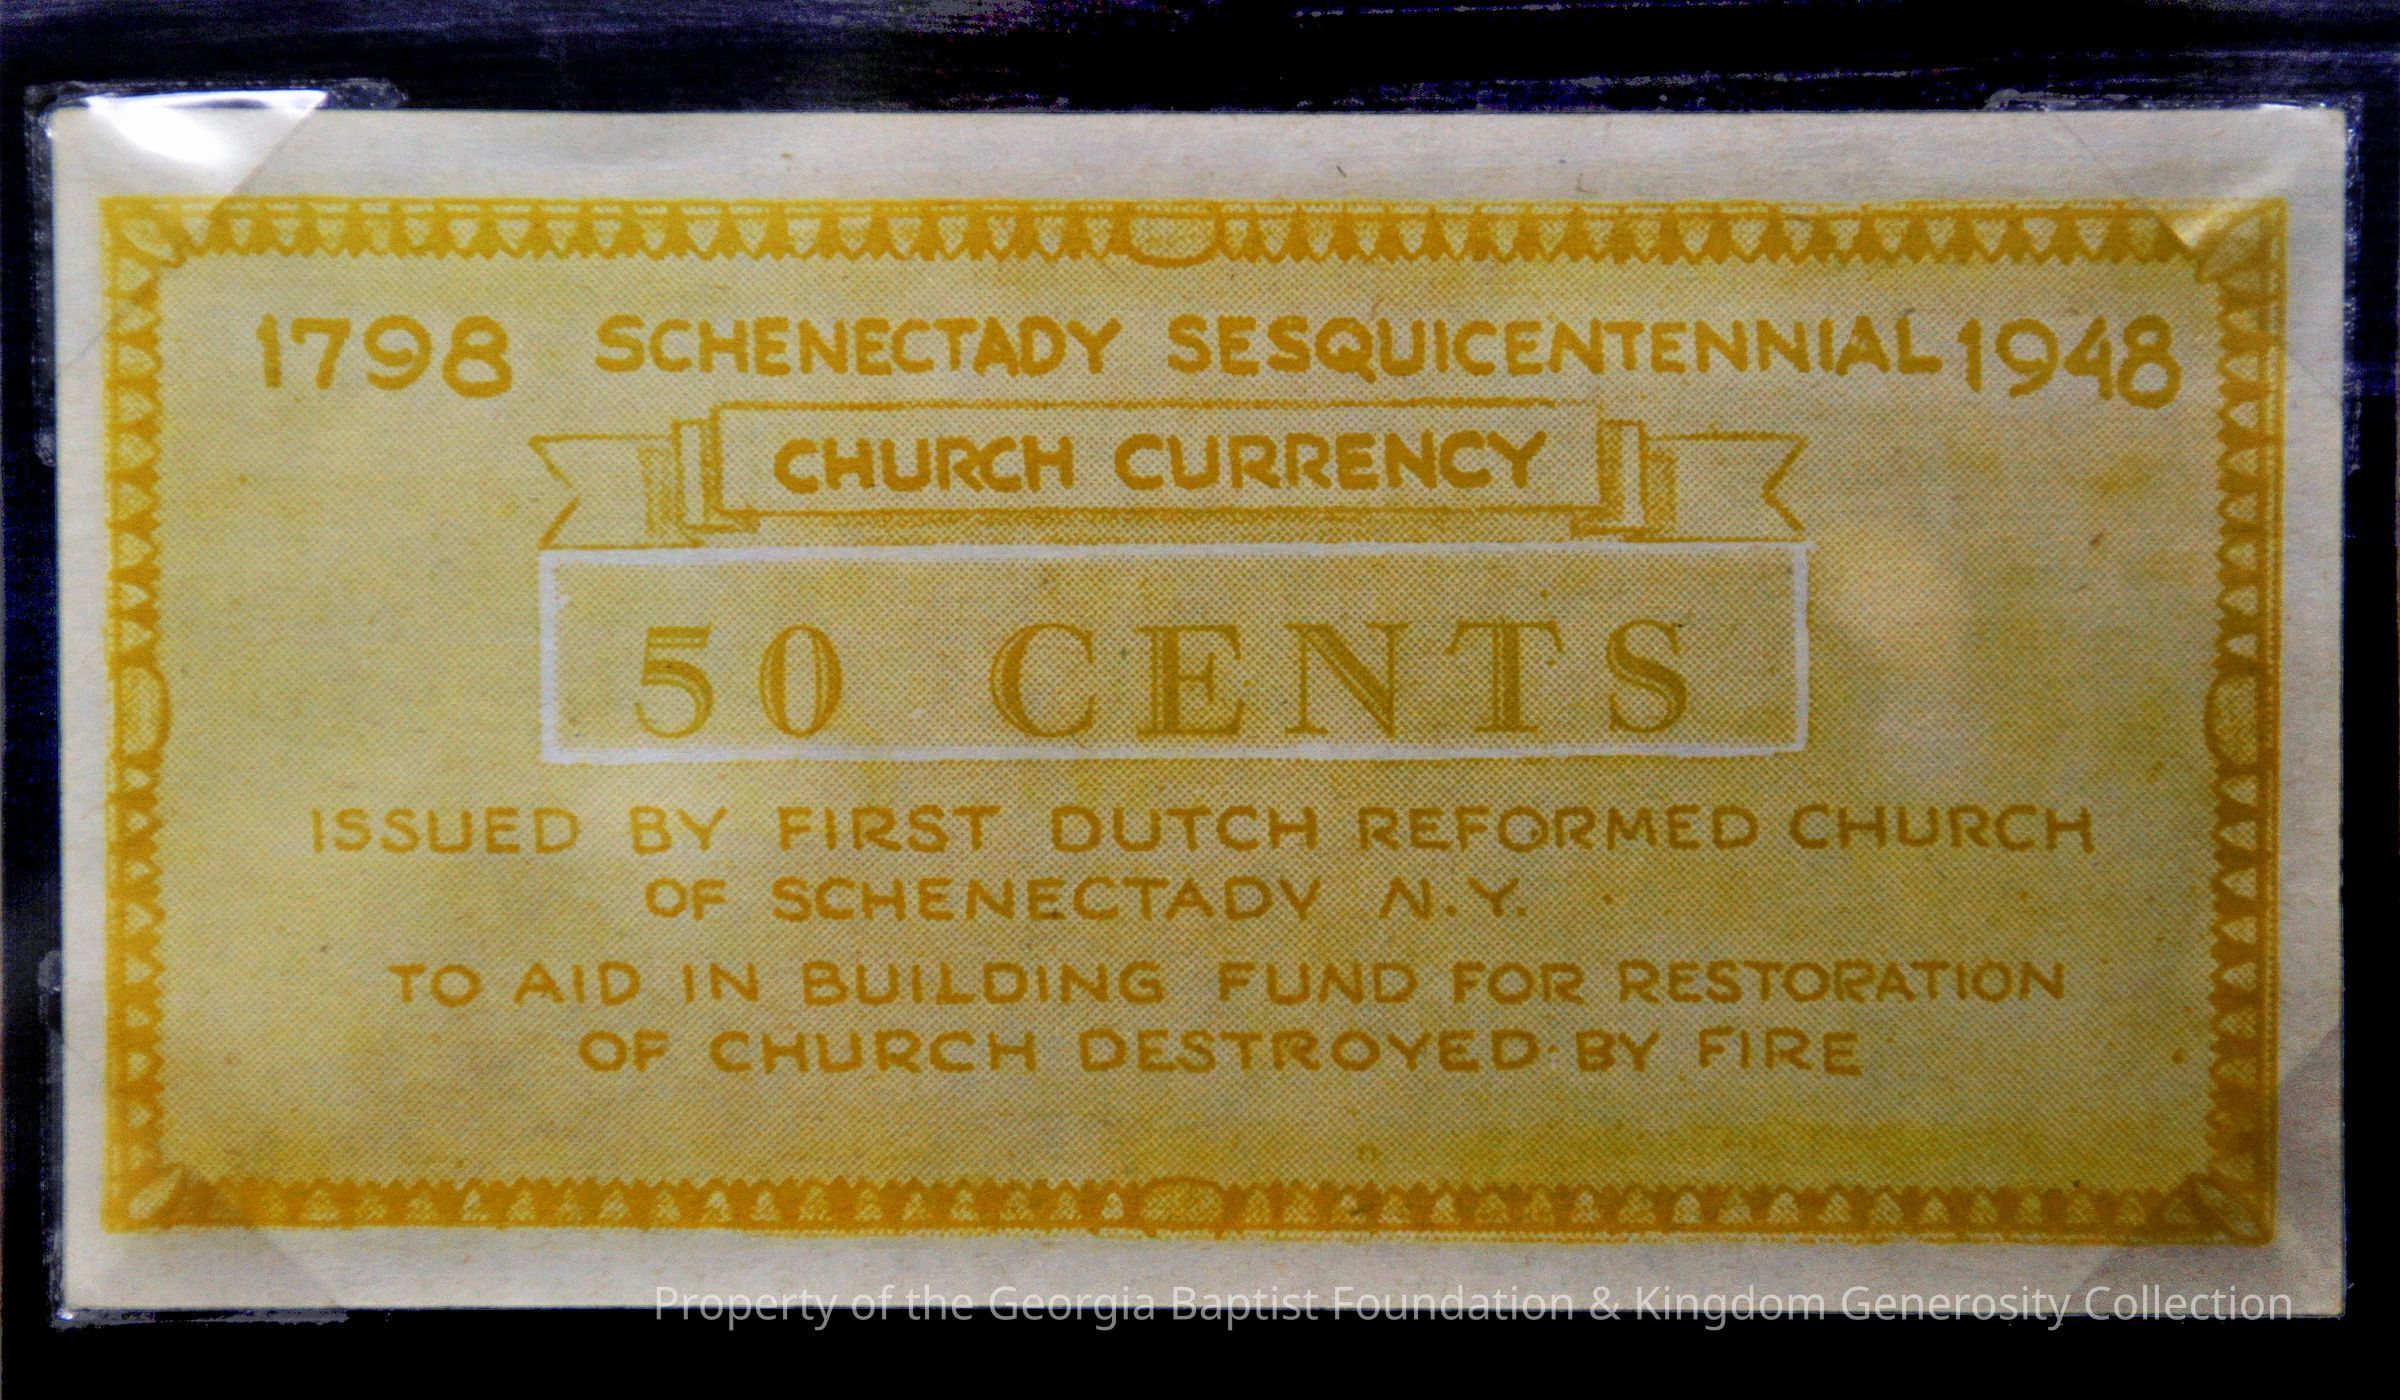 1798 SCHENECTADY SESQUICENTENNIAL 1948
CHURCH CURRENCY
50 CENTS
ISSUED BY FIRST DUTCH REFORMED CHURCH
OF SCHENECTADY N.Y.
TO AID IN BUILDING FUND FOR RESTORATION
OF CHURCH DESTROYED BY FIRE
Property of the Georgia Baptist Foundation & Kingdom Generosity Collection